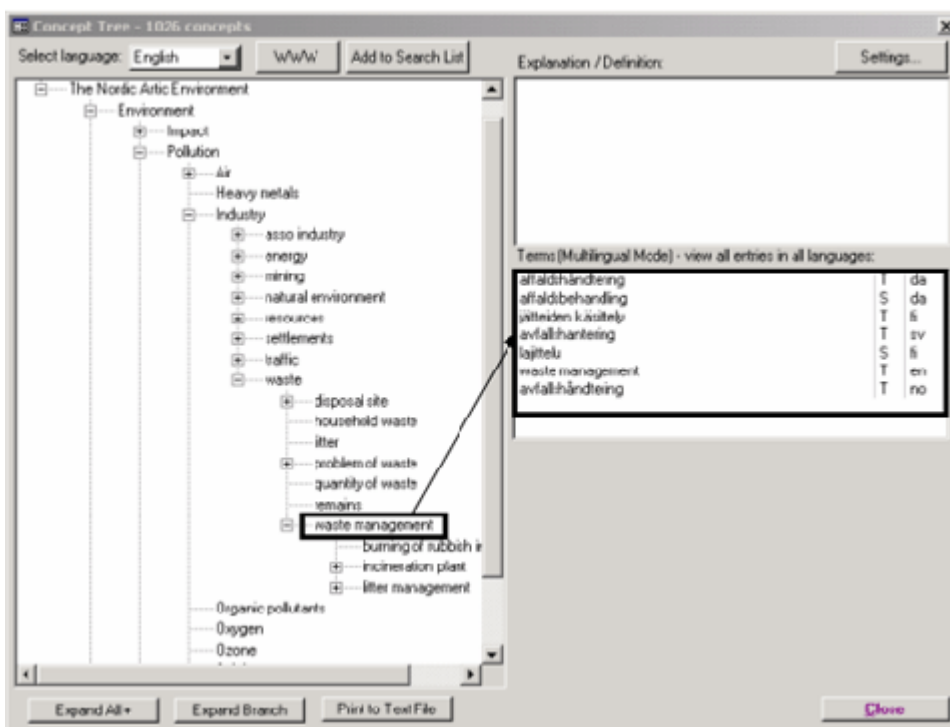 Concept Tree - 1026 concepts
Select language: English WWW Add to Search List Explanation / Definition: Settings...
The Nordic Artic Environment
Environment
Impact
Pollution
Air
Heavy metals
Industry
asso industry
energy
mining
natural environment
resources
settlements
traffic
waste
disposal site
household waste
litter
problem of waste
quantity of waste
remains
waste management
burning of rubbish in
incineration plant
litter management
Organic pollutants
Oxygen
Ozone
Terms (Multilingual Mode) - view all entries in all languages:
affaldshåndtering T da
affaldsbehandling S da
jätteiden käsittely T fi
avfallshantering T sv
lajittelu S fi
waste management T en
avfallshåndtering T no
Expand All + Expand Branch Print to Text File Close